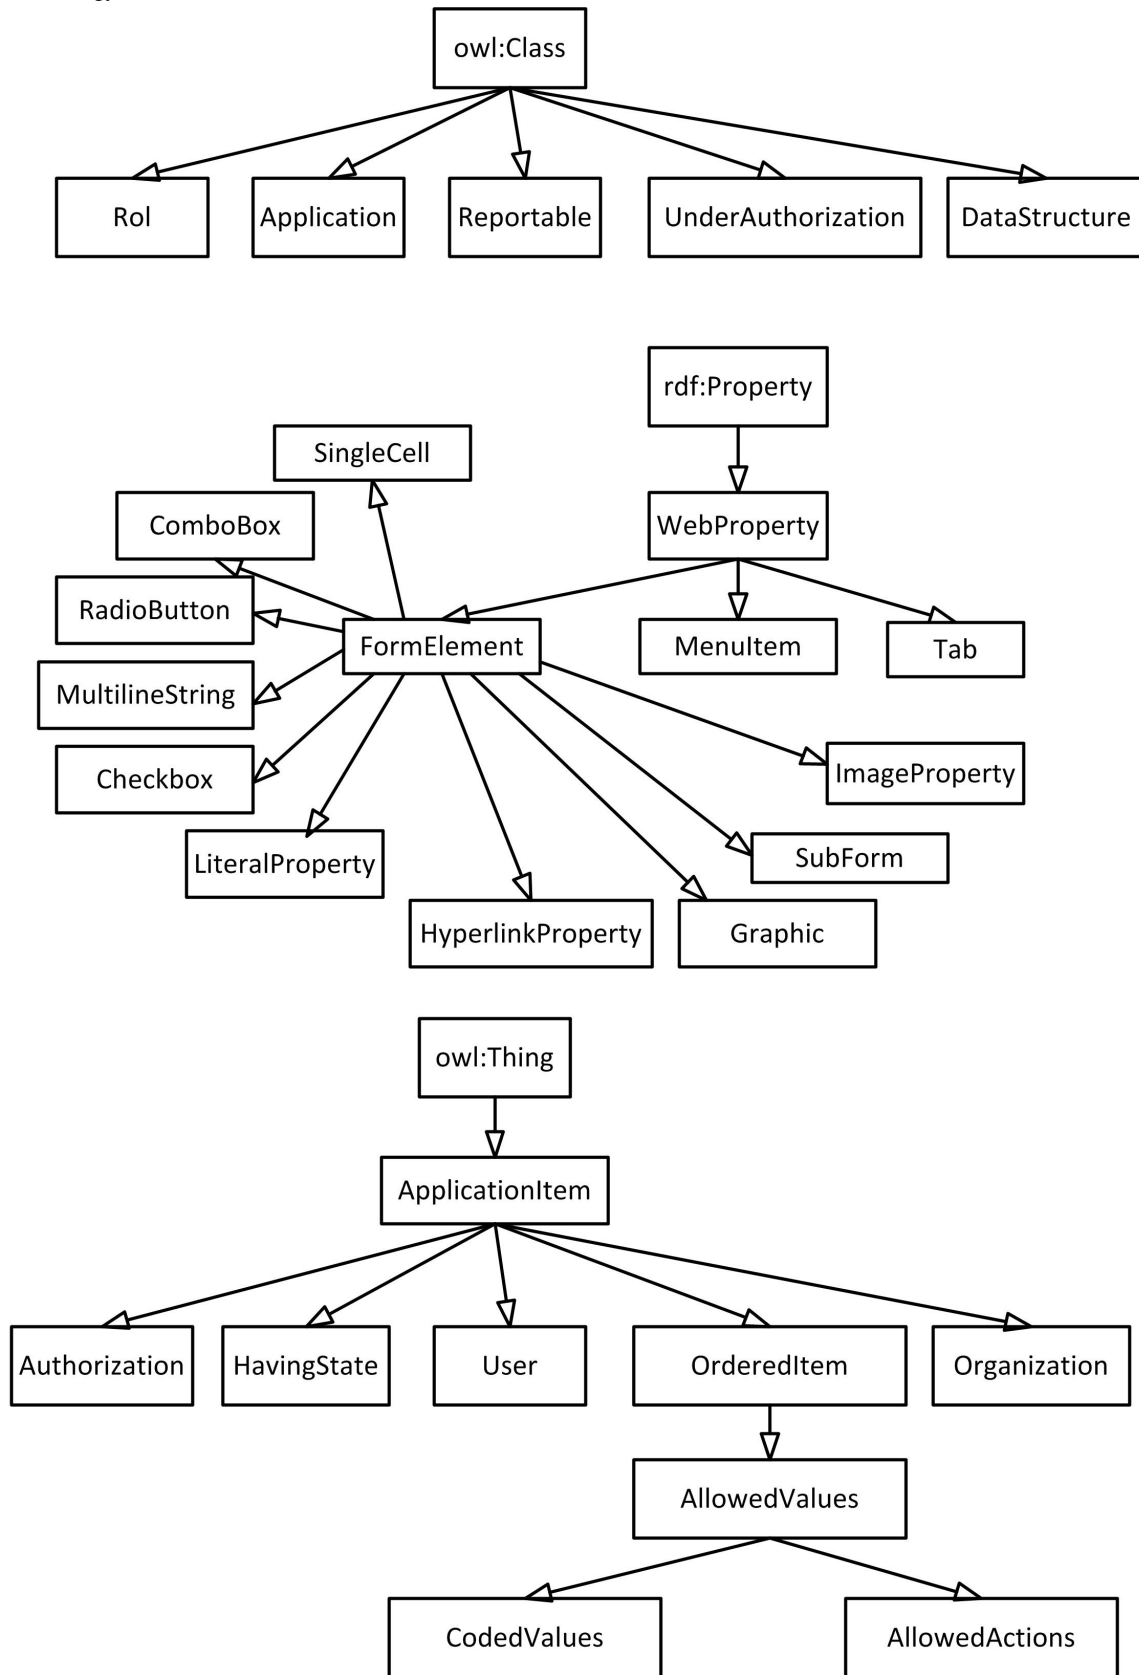 owl:Class
Rol
Application
Reportable
UnderAuthorization
DataStructure
rdf:Property
SingleCell
ComboBox
WebProperty
RadioButton
FormElement
MenuItem
Tab
MultilineString
Checkbox
ImageProperty
LiteralProperty
SubForm
HyperlinkProperty
Graphic
owl:Thing
ApplicationItem
Authorization
HavingState
User
OrderedItem
Organization
AllowedValues
CodedValues
AllowedActions